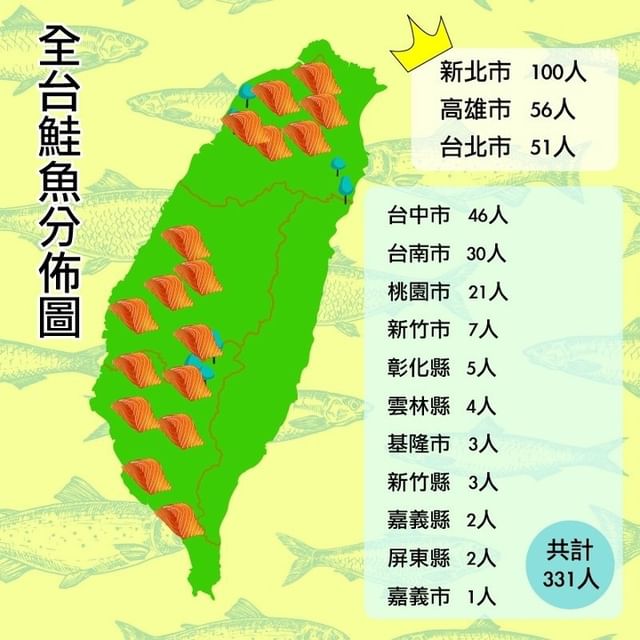 全台鮭魚分佈圖
新北市 100人
高雄市 56人
台北市 51人
台中市 46人
台南市 30人
桃園市 21人
新竹市 7人
彰化縣 5人
雲林縣 4人
基隆市 3人
新竹縣 3人
嘉義縣 2人
屏東縣 2人
嘉義市 1人
共計
331人